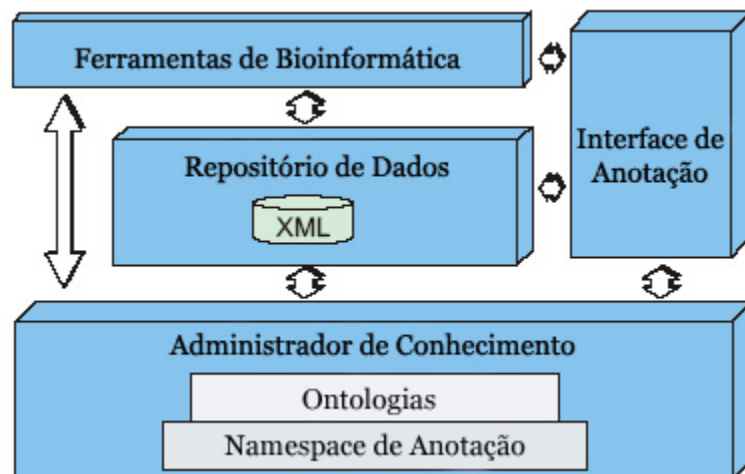 Ferramentas de Bioinformática
Interface de
Anotação
Repositório de Dados
XML
Administrador de Conhecimento
Ontologias
Namespace de Anotação